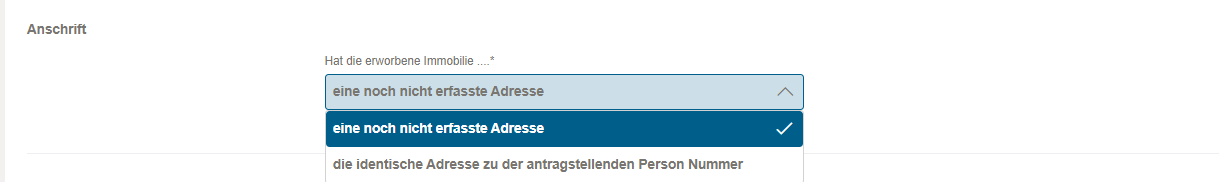 Anschrift
Hat die erworbene Immobilie ....*
eine noch nicht erfasste Adresse
eine noch nicht erfasste Adresse
die identische Adresse zu der antragstellenden Person Nummer